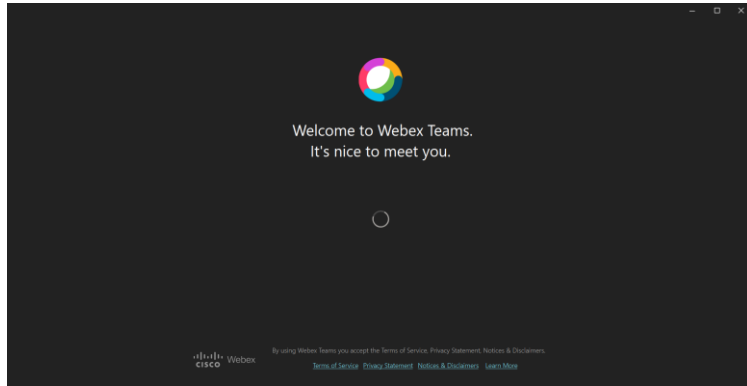 Welcome to Webex Teams.
It's nice to meet you.
CISCO Webex
By using Webex Teams you accept the Terms of Service, Privacy Statement, Notices & Disclaimers.
Terms of Service Privacy Statement Notices & Disclaimers Learn More